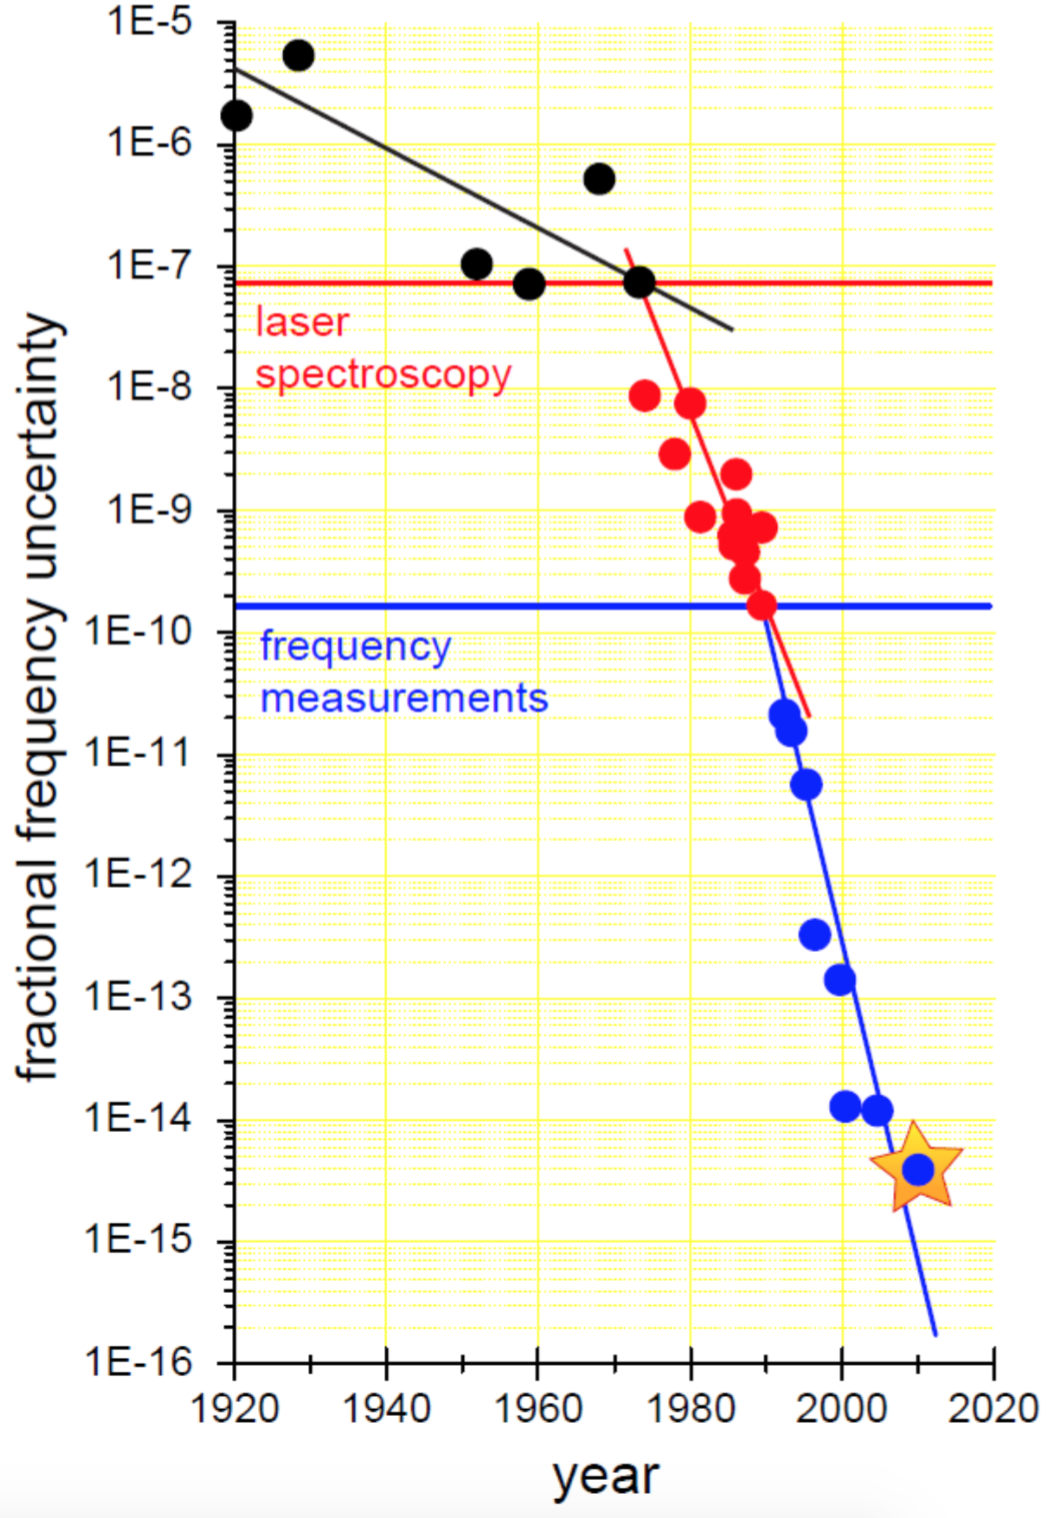 1E-5
1E-6
1E-7
laser
spectroscopy
1E-8
1E-9
1E-10
frequency
measurements
1E-11
1E-12
1E-13
1E-14
1E-15
1E-16
fractional frequency uncertainty
1920 1940 1960 1980 2000 2020
year